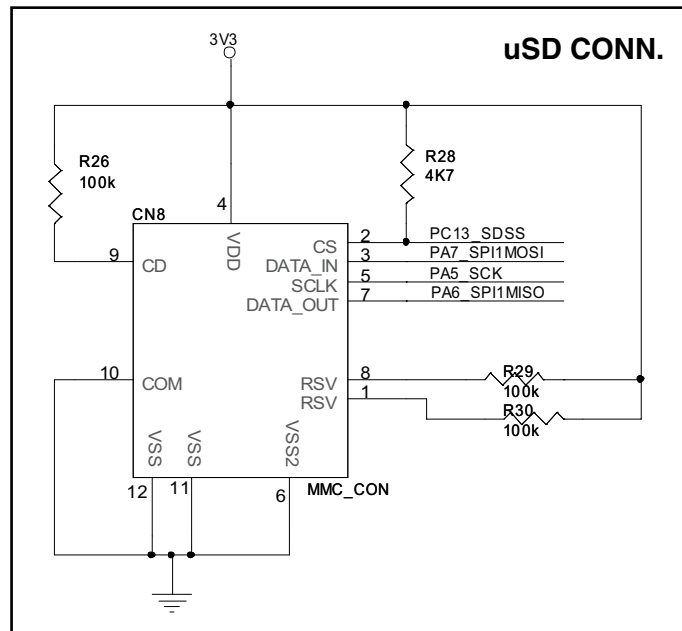 3V3
uSD CONN.
R26
100k
R28
4K7
CN8
4
VDD
2
CS
PC13_SDSS
9
CD
3
DATA_IN
PA7_SPI1MOSI
5
SCLK
PA5_SCK
7
DATA_OUT
PA6_SPI1MISO
10
COM
RSV
8
R29
100k
RSV
1
R30
100k
VSS
VSS
VSS2
12
11
6
MMC_CON